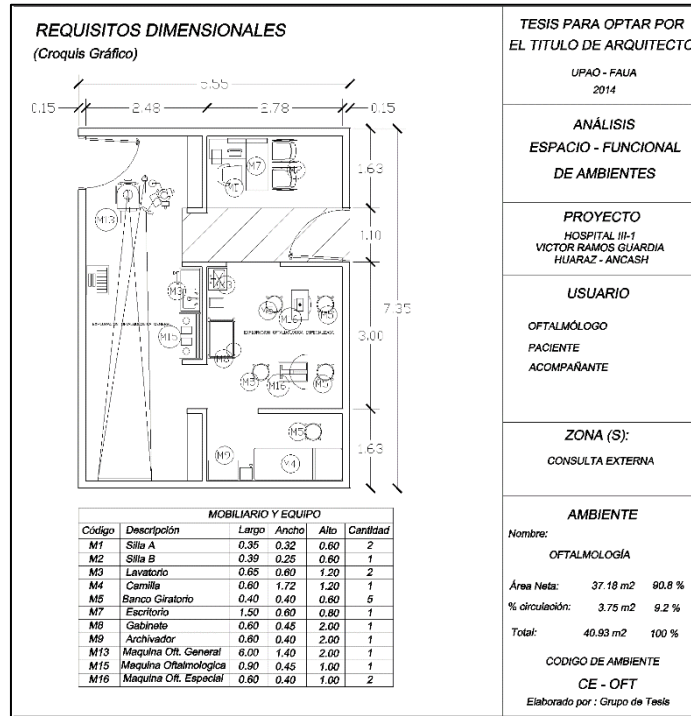 REQUISITOS DIMENSIONALES
(Croquis Gráfico)
5.55
0.15
2.48
2.78
0.15
M7
1.63
M13
1.10
M3
M16
M5
7.35
M15
3.00
M8
M3
M16
M5
M5
1.63
M9
M4
MOBILIARIO Y EQUIPO
Código Descripción Largo Ancho Alto Cantidad
M1 Silla A 0.35 0.32 0.60 2
M2 Silla B 0.39 0.25 0.60 1
M3 Lavatorio 0.65 0.60 1.20 2
M4 Camilla 0.60 1.72 1.20 1
M5 Banco Giratorio 0.40 0.40 0.60 5
M7 Escritorio 1.50 0.60 0.80 1
M8 Gabinete 0.60 0.45 2.00 1
M9 Archivador 0.60 0.40 2.00 1
M13 Maquina Oft. General 6.00 1.40 2.00 1
M15 Maquina Oftalmologica 0.90 0.45 1.00 1
M16 Maquina Oft. Especial 0.60 0.40 1.00 2
TESIS PARA OPTAR POR
EL TITULO DE ARQUITECTO
UPAO - FAUA
2014
ANÁLISIS
ESPACIO - FUNCIONAL
DE AMBIENTES
PROYECTO
HOSPITAL III-1
VICTOR RAMOS GUARDIA
HUARAZ - ANCASH
USUARIO
OFTALMÓLOGO
PACIENTE
ACOMPAÑANTE
ZONA (S):
CONSULTA EXTERNA
AMBIENTE
Nombre:
OFTALMOLOGÍA
Área Neta: 37.18 m2 90.8 %
% circulación: 3.75 m2 9.2 %
Total: 40.93 m2 100 %
CODIGO DE AMBIENTE
CE - OFT
Elaborado por : Grupo de Tesis